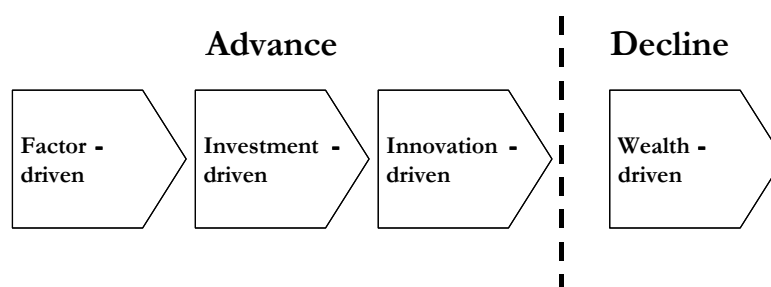 Advance
Decline
Factor -
driven
Investment -
driven
Innovation -
driven
Wealth -
driven